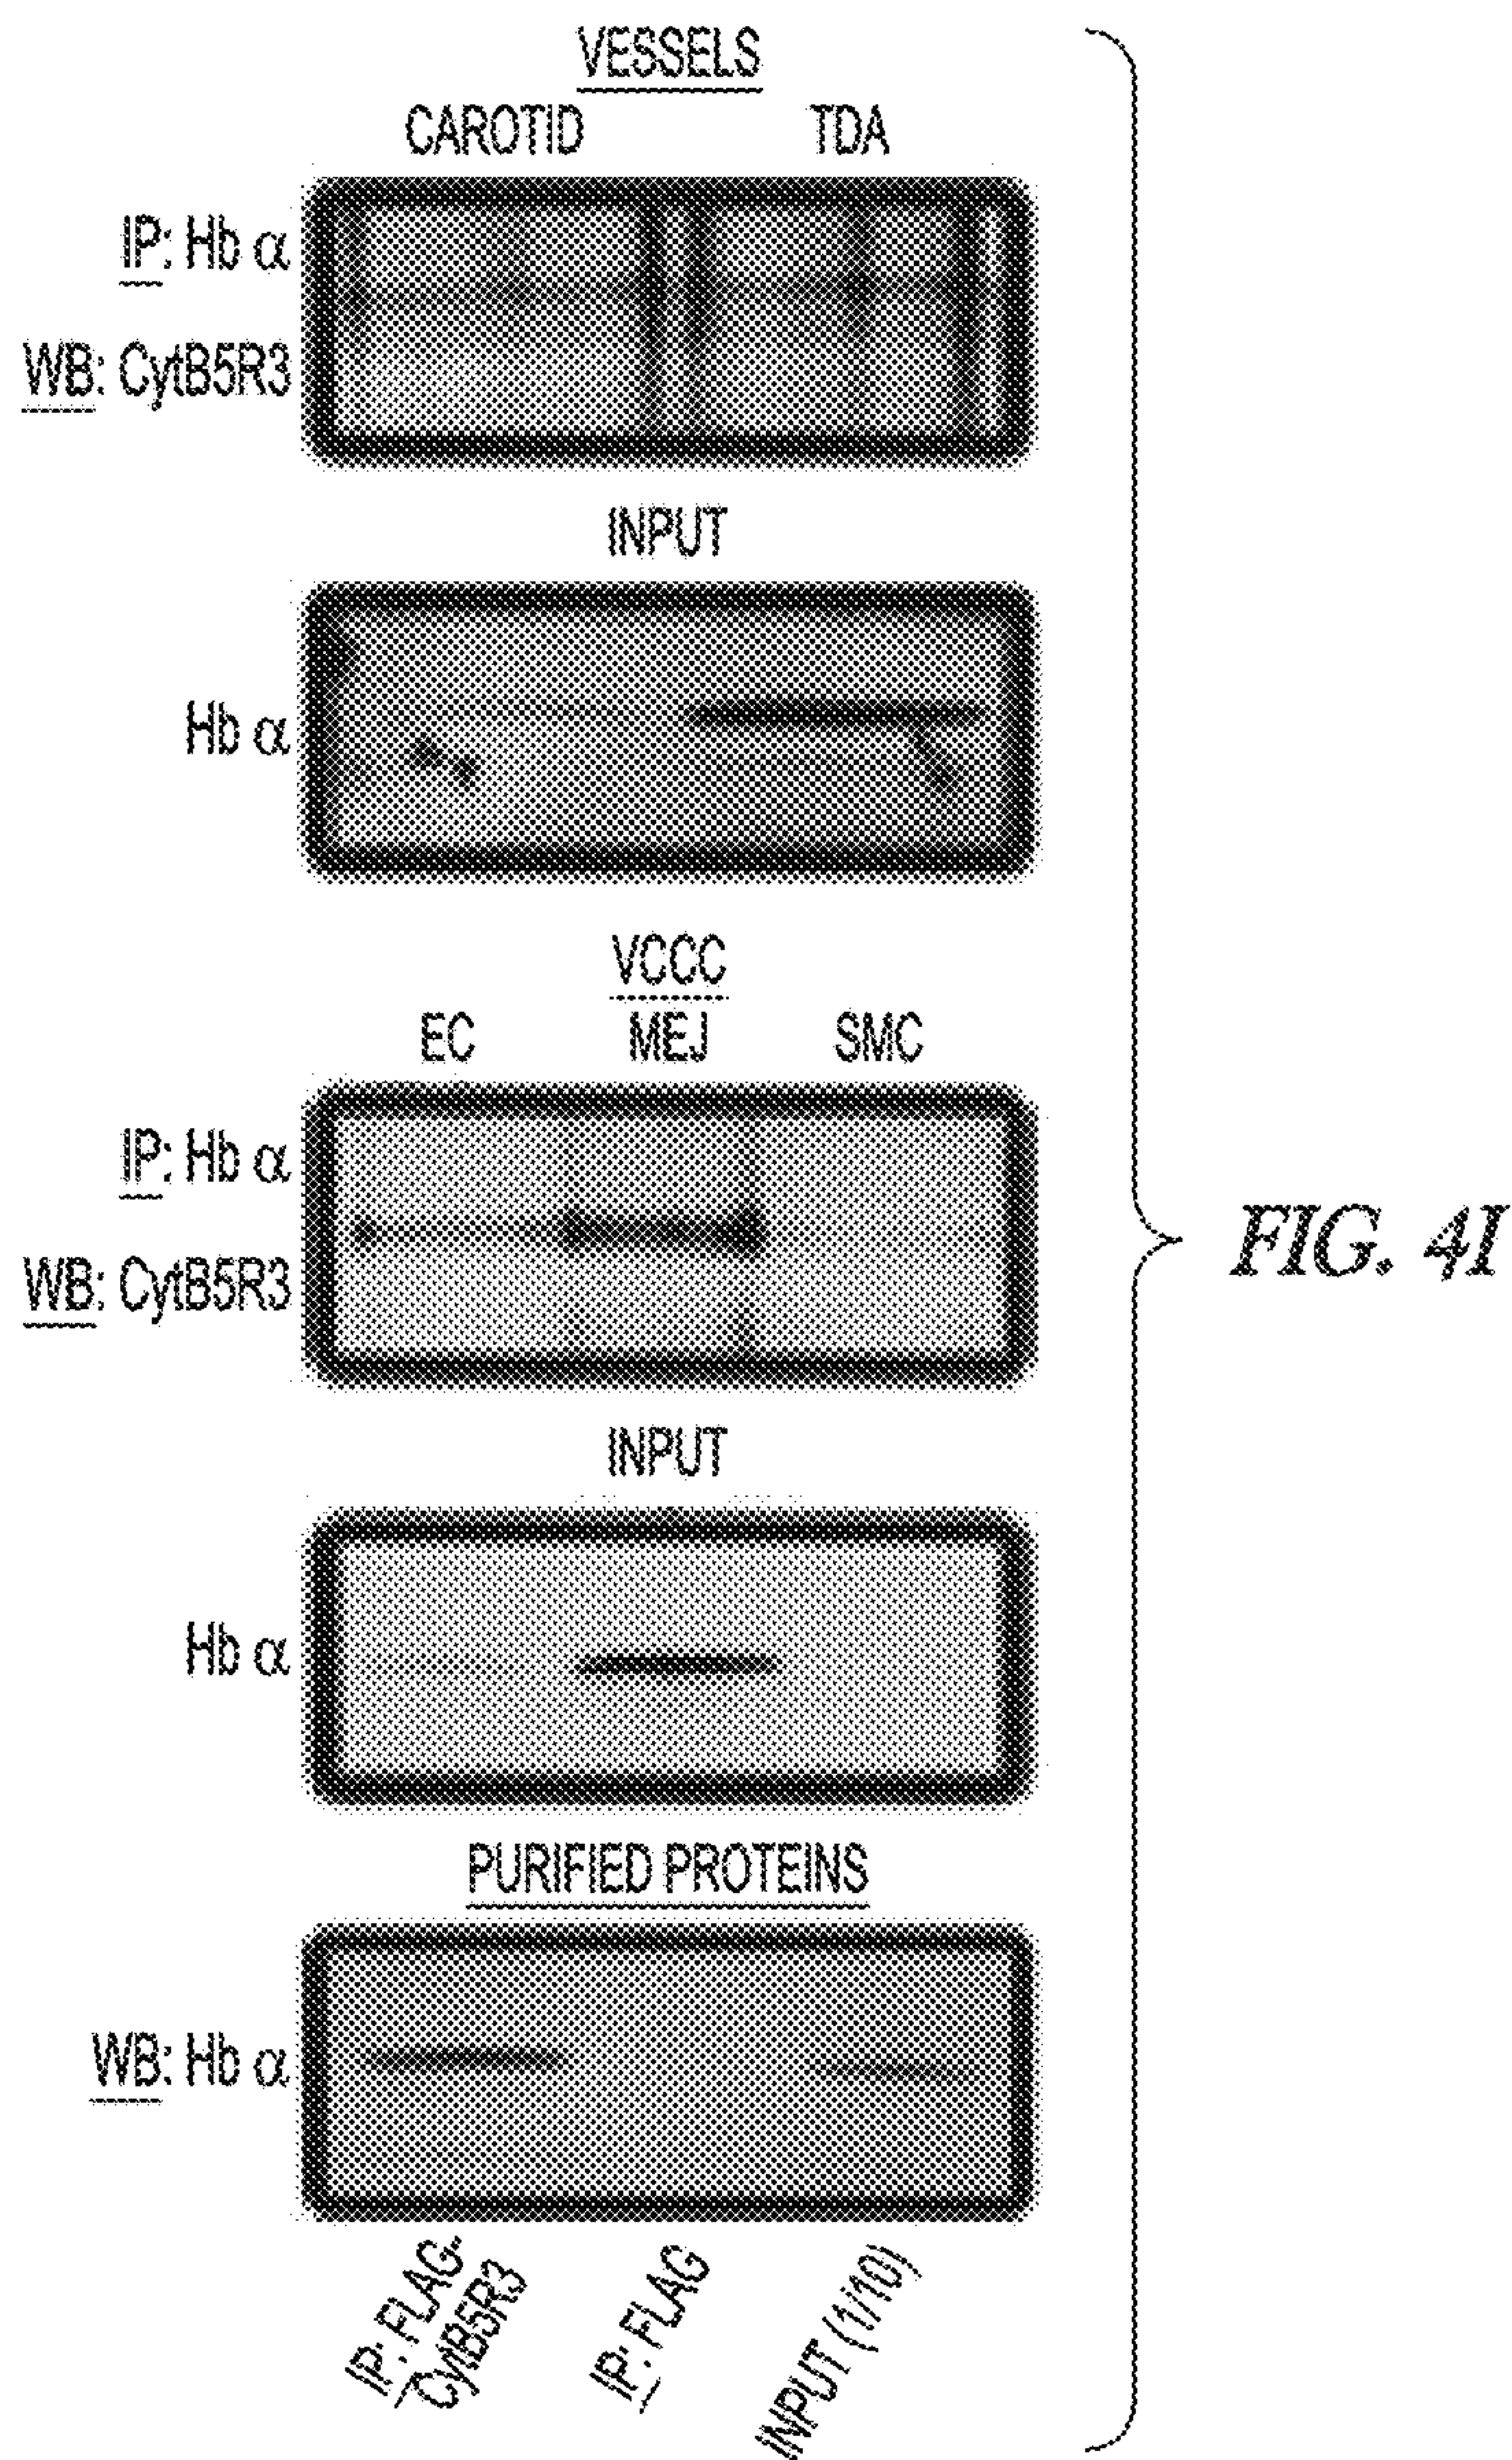 VESSELS
CAROTID TDA
IP: Hb α
WB: CytB5R3
INPUT
Hb α
VCCC
EC MEJ SMC
IP: Hb α
WB: CytB5R3
FIG. 4I
INPUT
Hb α
PURIFIED PROTEINS
WB: Hb α
IP: FLAG-
CytB5R3
IP: FLAG
INPUT (1/10)